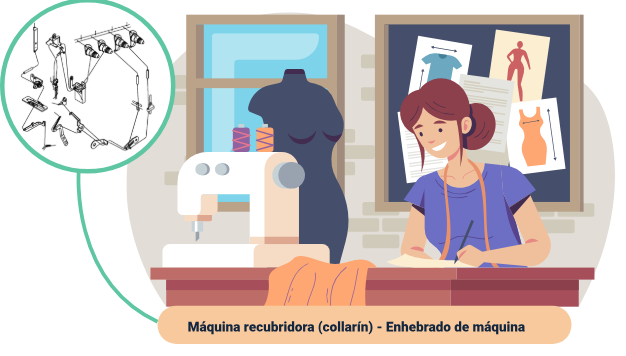 Máquina recubridora (collarín) - Enhebrado de máquina